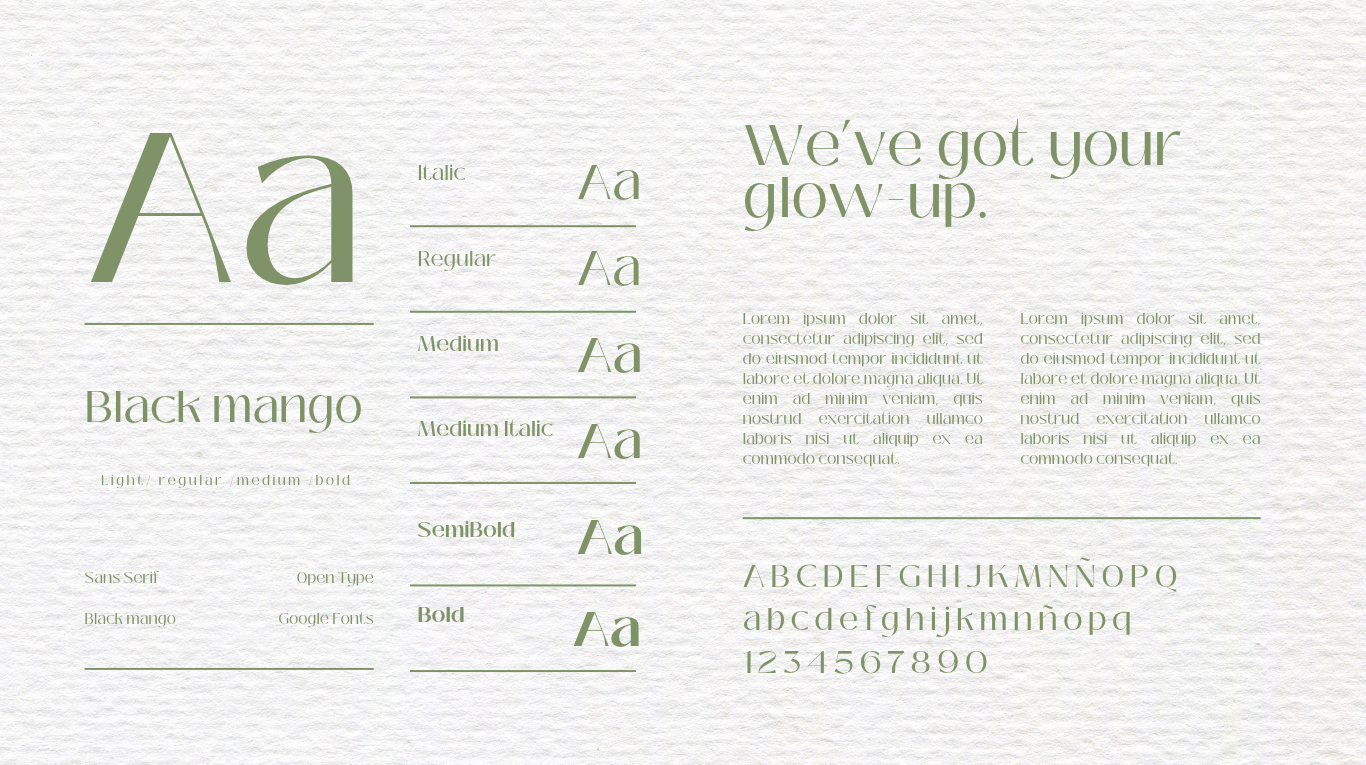 Aa
Black mango
Light/ regular /medium /bold
Sans Serif
Open Type
Black mango
Google Fonts
Italic
Aa
Regular
Aa
Medium
Aa
Medium Italic
Aa
SemiBold
Aa
Bold
Aa
We've got your
glow-up.
Lorem ipsum dolor sit amet,
consectetur adipiscing elit, sed
do eiusmod tempor incididunt ut
labore et dolore magna aliqua. Ut
enim ad minim veniam, quis
nostrud exercitation ullamco
laboris nisi ut aliquip ex ea
commodo consequat.
Lorem ipsum dolor sit amet,
consectetur adipiscing elit, sed
do eiusmod tempor incididunt ut
labore et dolore magna aliqua. Ut
enim ad minim veniam, quis
nostrud exercitation ullamco
laboris nisi ut aliquip ex ea
commodo consequat.
ABCDEFGHIJKMNÑOPQ
abcdefghijkmnñopq
1234567890